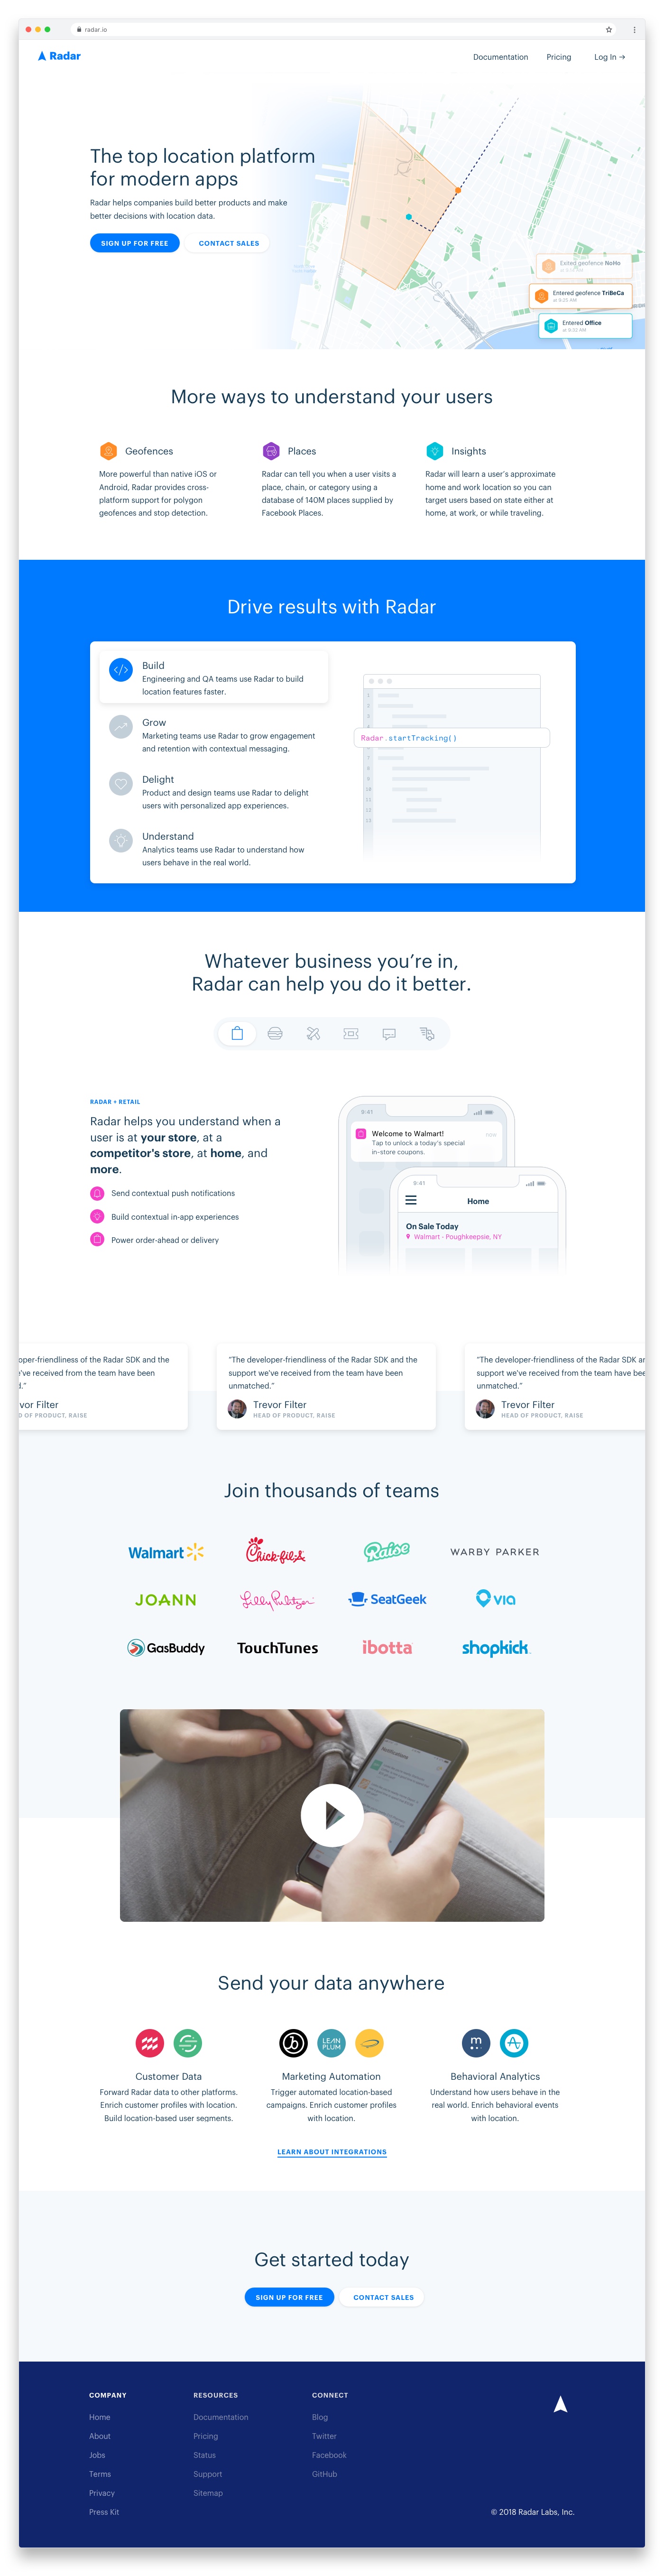 radar.io
Radar
Documentation
Pricing
Log In →
The top location platform
for modern apps
Radar helps companies build better products and make
better decisions with location data.
SIGN UP FOR FREE
CONTACT SALES
Exited geofence NoHo
Entered geofence TriBeCa
Entered Office
More ways to understand your users
Geofences
More powerful than native iOS or
Android, Radar provides cross-
platform support for polygon
geofences and stop detection.
Places
Radar can tell you when a user visits a
place, chain, or category using a
database of 140M places supplied by
Facebook Places.
Insights
Radar will learn a user's approximate
home and work location so you can
target users based on state either at
home, at work, or while traveling.
Drive results with Radar
Build
Engineering and QA teams use Radar to build
location features faster.
Grow
Marketing teams use Radar to grow engagement
and retention with contextual messaging.
Delight
Product and design teams use Radar to delight
users with personalized app experiences.
Understand
Analytics teams use Radar to understand how
users behave in the real world.
1
2
3
4
Radar.startTracking()
7
8
9
10
11
12
13
Whatever business you're in,
Radar can help you do it better.
RADAR + RETAIL
Radar helps you understand when a
user is at your store, at a
competitor's store, at home, and
more.
Send contextual push notifications
Build contextual in-app experiences
Power order-ahead or delivery
9:41
Welcome to Walmart!
now
Tap to unlock a today's special
in-store coupons.
9:41
Home
On Sale Today
Walmart - Poughkeepsie, NY
oper-friendliness of the Radar SDK and the
've received from the team have been
d."
vor Filter
D OF PRODUCT, RAISE
"The developer-friendliness of the Radar SDK and the
support we've received from the team have been
unmatched."
Trevor Filter
HEAD OF PRODUCT, RAISE
"The developer-friendliness of the Radar SDK ar
support we've received from the team have bee
unmatched."
Trevor Filter
HEAD OF PRODUCT, RAISE
Join thousands of teams
Walmart
Chick-fil-A
Raise
WARBY PARKER
JOANN
Lilly Pulitzer
SeatGeek
via
GasBuddy
TouchTunes
ibotta
shopkick
Notifications
Send your data anywhere
b
LEAN
PLUM
m
Customer Data
Forward Radar data to other platforms.
Enrich customer profiles with location.
Build location-based user segments.
Marketing Automation
Trigger automated location-based
campaigns. Enrich customer profiles
with location.
Behavioral Analytics
Understand how users behave in the
real world. Enrich behavioral events
with location.
LEARN ABOUT INTEGRATIONS
Get started today
SIGN UP FOR FREE
CONTACT SALES
COMPANY
Home
About
Jobs
Terms
Privacy
Press Kit
RESOURCES
Documentation
Pricing
Status
Support
Sitemap
CONNECT
Blog
Twitter
Facebook
GitHub
© 2018 Radar Labs, Inc.